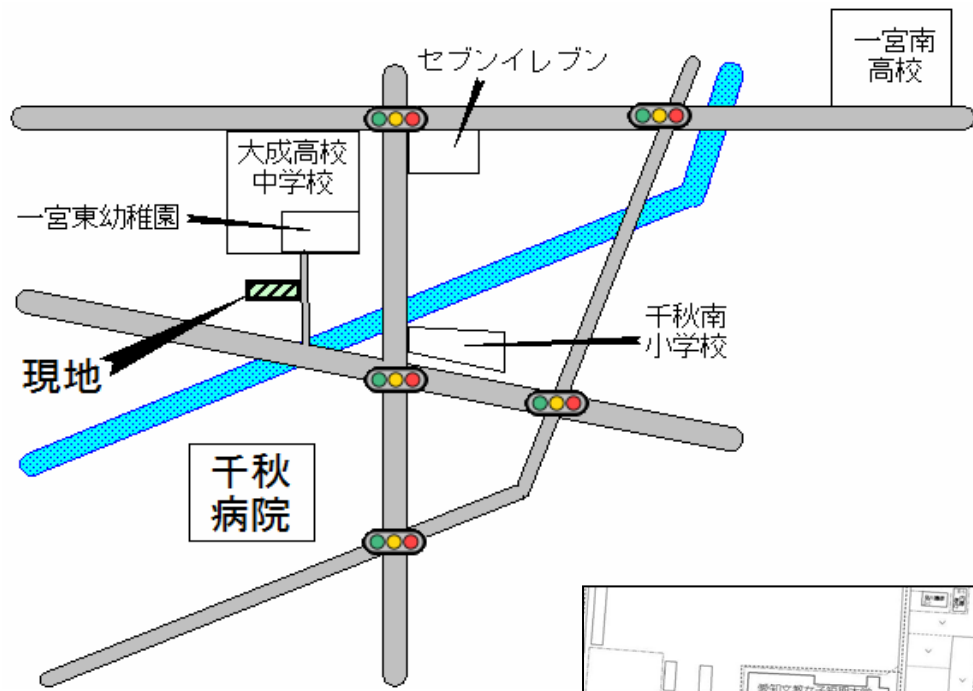 一宮南
高校
セブンイレブン
大成高校
中学校
一宮東幼稚園
千秋南
小学校
現地
千秋
病院